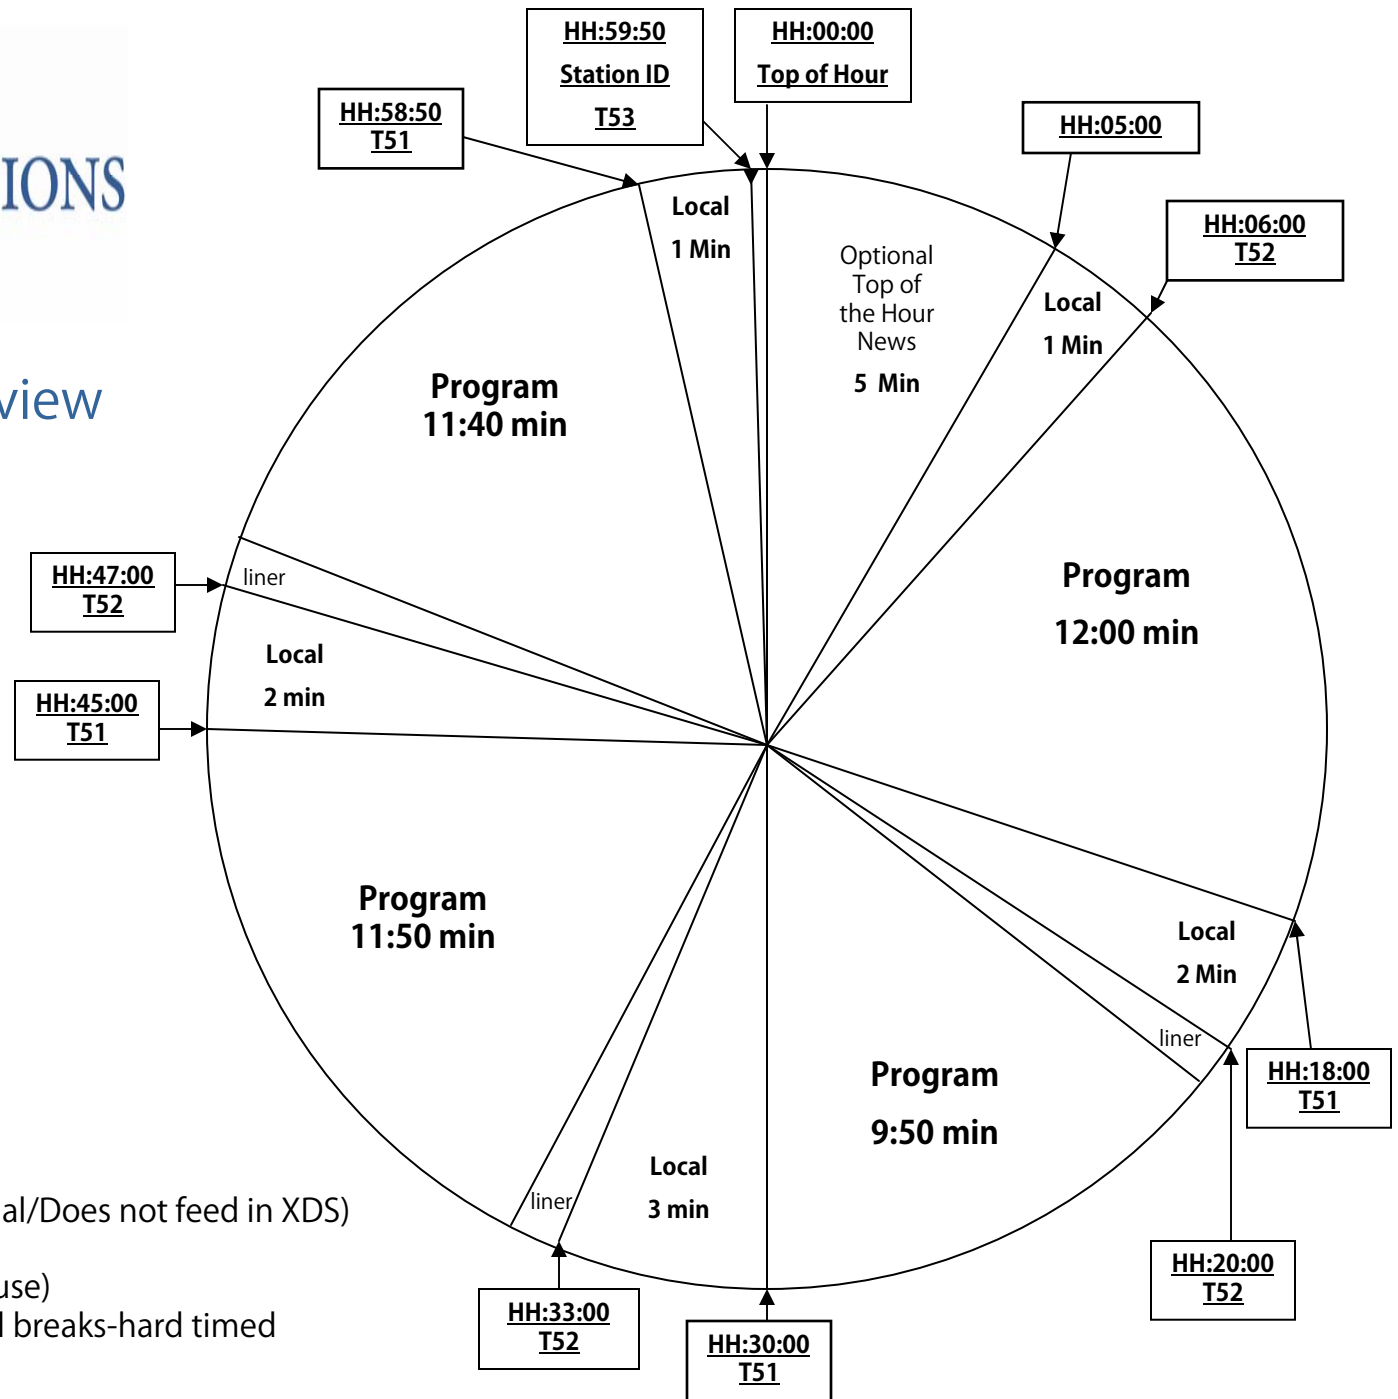 HH:59:50
Station ID
T53
HH:00:00
Top of Hour
HH:58:50
T51
HH:05:00
IONS
Local
1 Min
HH:06:00
T52
Optional
Top of
the Hour
News
5 Min
Local
1 Min
view
Program
11:40 min
HH:47:00
T52
liner
Program
12:00 min
Local
2 min
HH:45:00
T51
Program
11:50 min
Local
2 Min
liner
HH:18:00
T51
Program
9:50 min
Local
3 min
liner
al/Does not feed in XDS)
use)
l breaks-hard timed
HH:20:00
T52
HH:33:00
T52
HH:30:00
T51